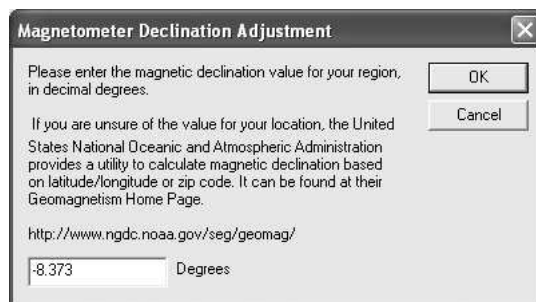 Magnetometer Declination Adjustment
Please enter the magnetic declination value for your region,
in decimal degrees.
OK
Cancel
If you are unsure of the value for your location, the United
States National Oceanic and Atmospheric Administration
provides a utility to calculate magnetic declination based
on latitude/longitude or zip code. It can be found at their
Geomagnetism Home Page.
http://www.ngdc.noaa.gov/seg/geomag/
-8.373 Degrees